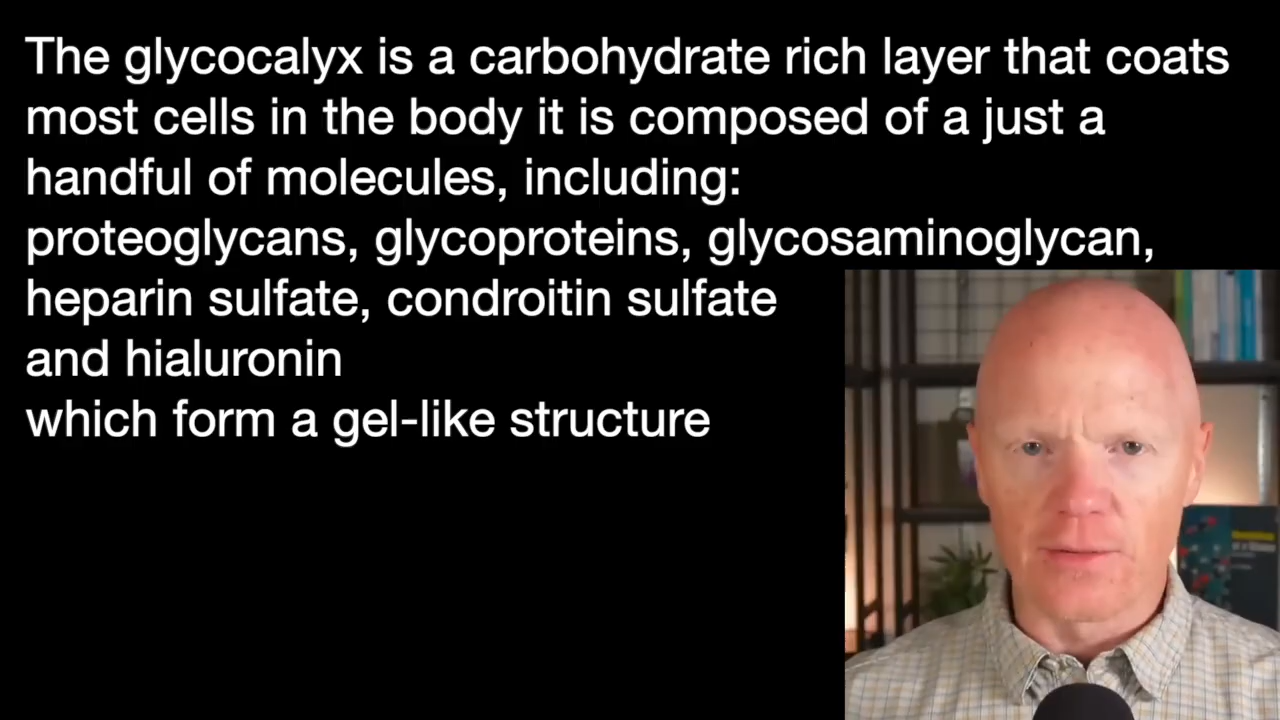 The glycocalyx is a carbohydrate rich layer that coats
most cells in the body it is composed of a just a
handful of molecules, including:
proteoglycans, glycoproteins, glycosaminoglycan,
heparin sulfate, condroitin sulfate
and hialuronin
which form a gel-like structure